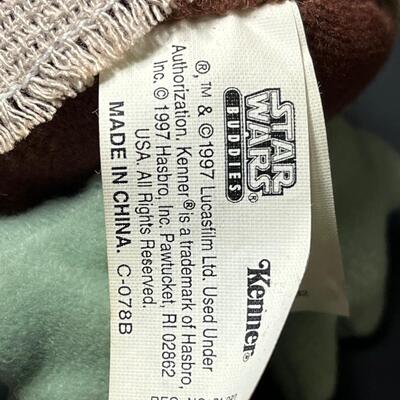 STAR
WARS®
BUDDIES
Kenner®
®, ™ & © 1997 Lucasfilm Ltd. Used Under
Authorization. Kenner® is a trademark of Hasbro,
Inc. © 1997 Hasbro, Inc. Pawtucket, RI 02862
USA. All Rights Reserved.
MADE IN CHINA. C-078B